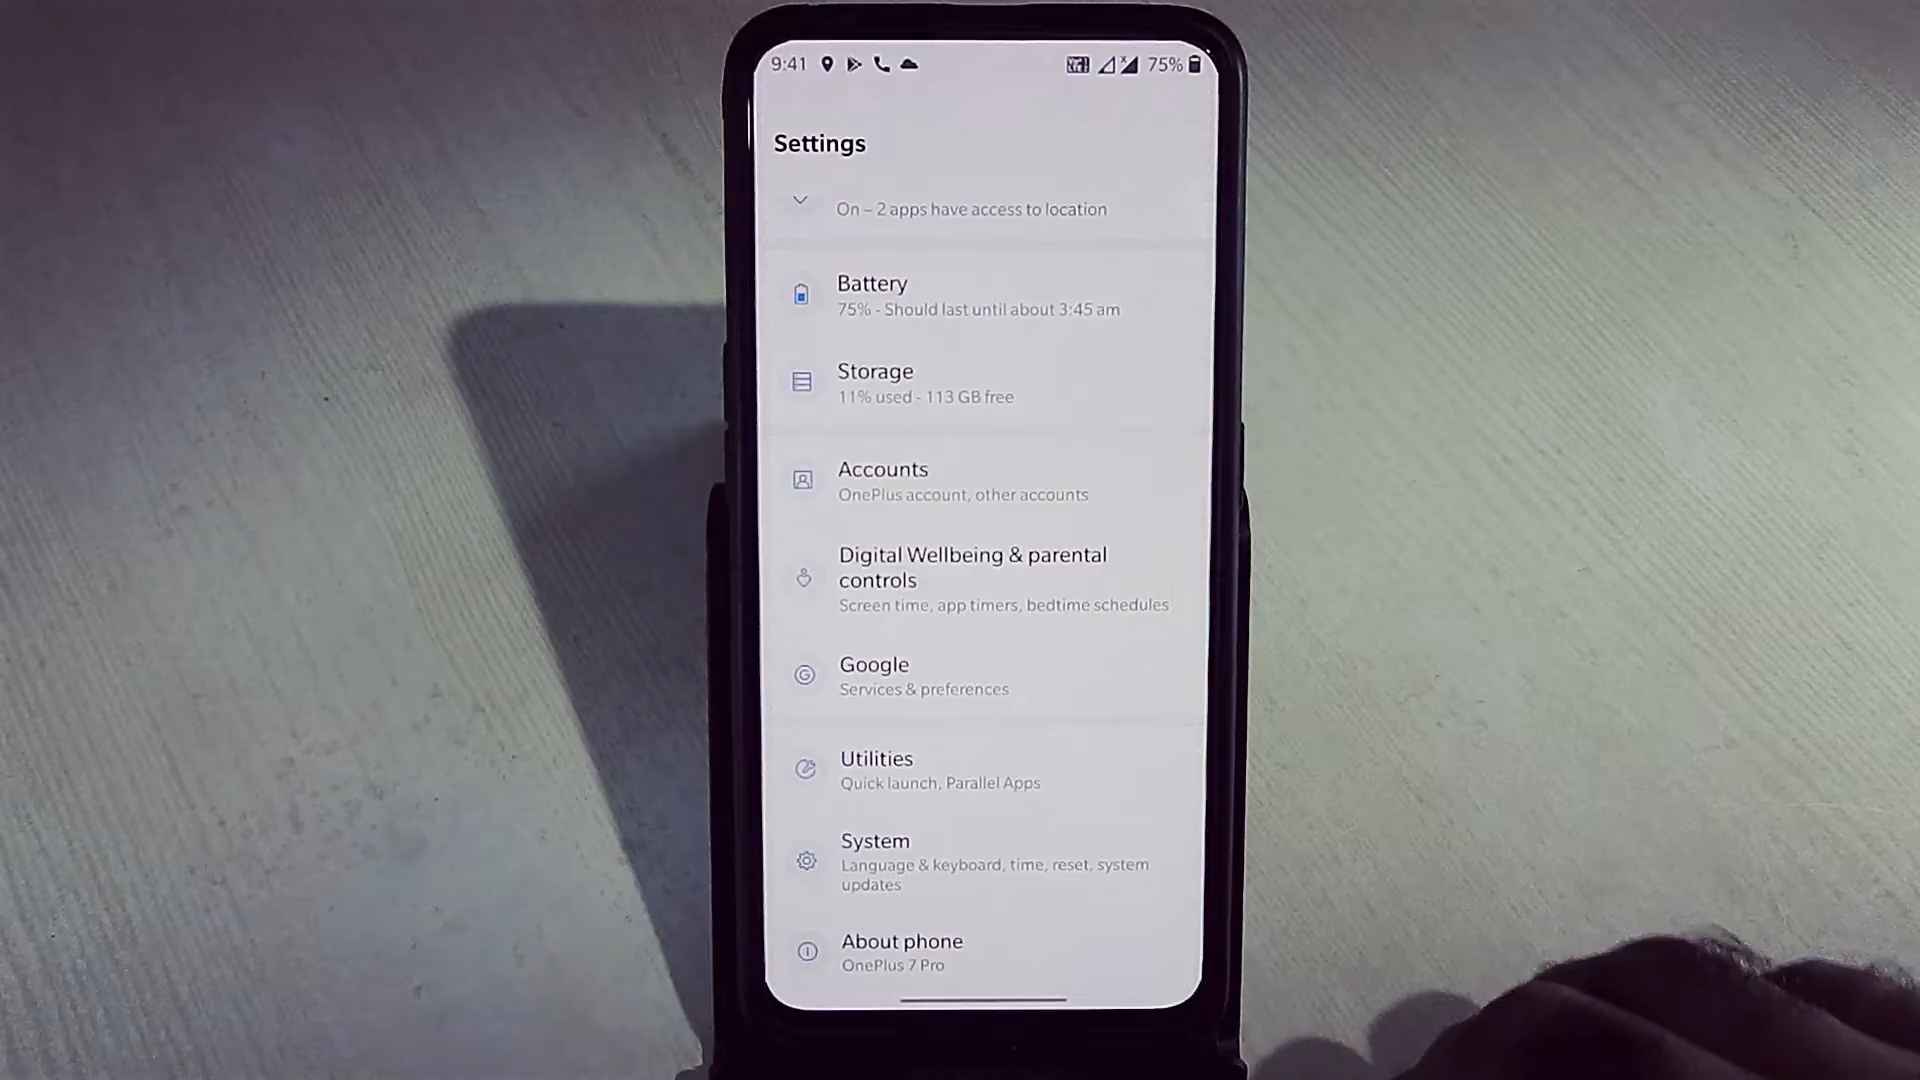 9:41 75%
Settings
On – 2 apps have access to location
Battery
75% - Should last until about 3:45 am
Storage
11% used - 113 GB free
Accounts
OnePlus account, other accounts
Digital Wellbeing & parental
controls
Screen time, app timers, bedtime schedules
Google
Services & preferences
Utilities
Quick launch, Parallel Apps
System
Language & keyboard, time, reset, system
updates
About phone
OnePlus 7 Pro